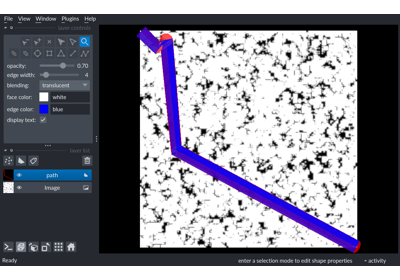 File View Window Plugins Help
layer controls
opacity: 0.70
edge width: 4
blending: translucent
face color: white
edge color: blue
display text:
layer list
path
Image
Ready enter a selection mode to edit shape properties activity